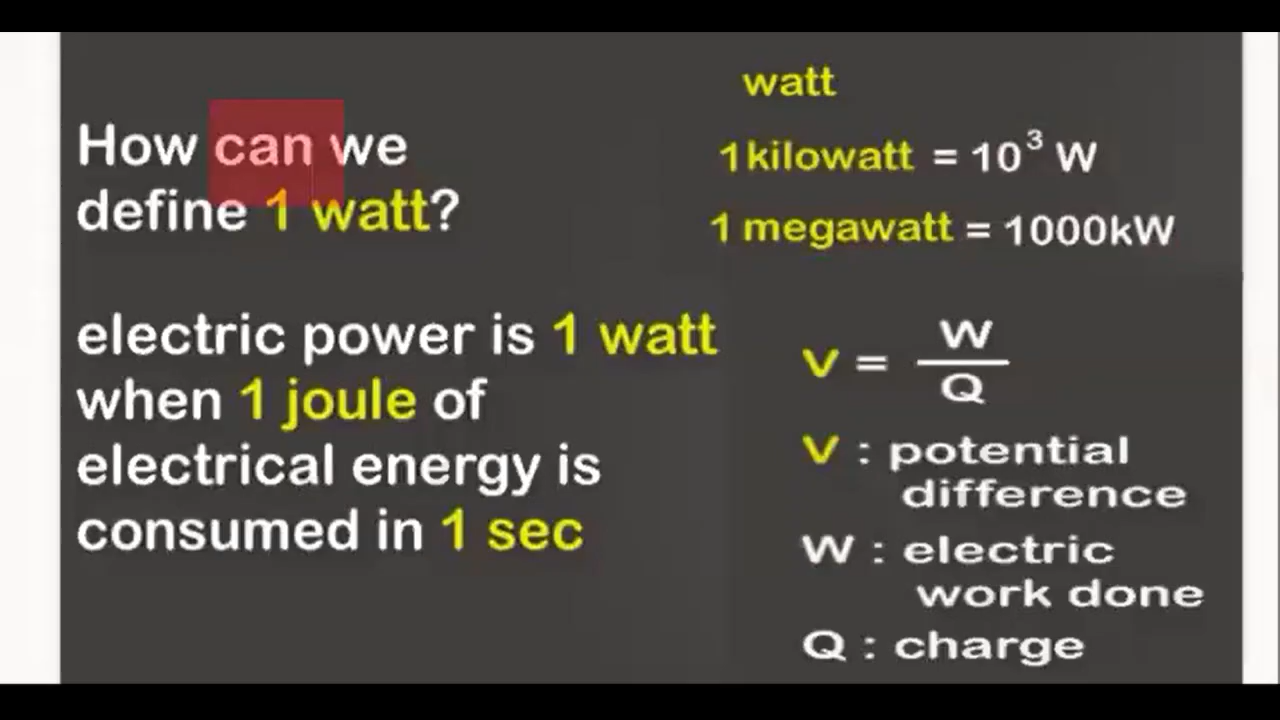 How can we
define 1 watt?
electric power is 1 watt
when 1 joule of
electrical energy is
consumed in 1 sec
watt
1 kilowatt = 10³ W
1 megawatt = 1000kW
V = W/Q
V : potential
difference
W : electric
work done
Q : charge